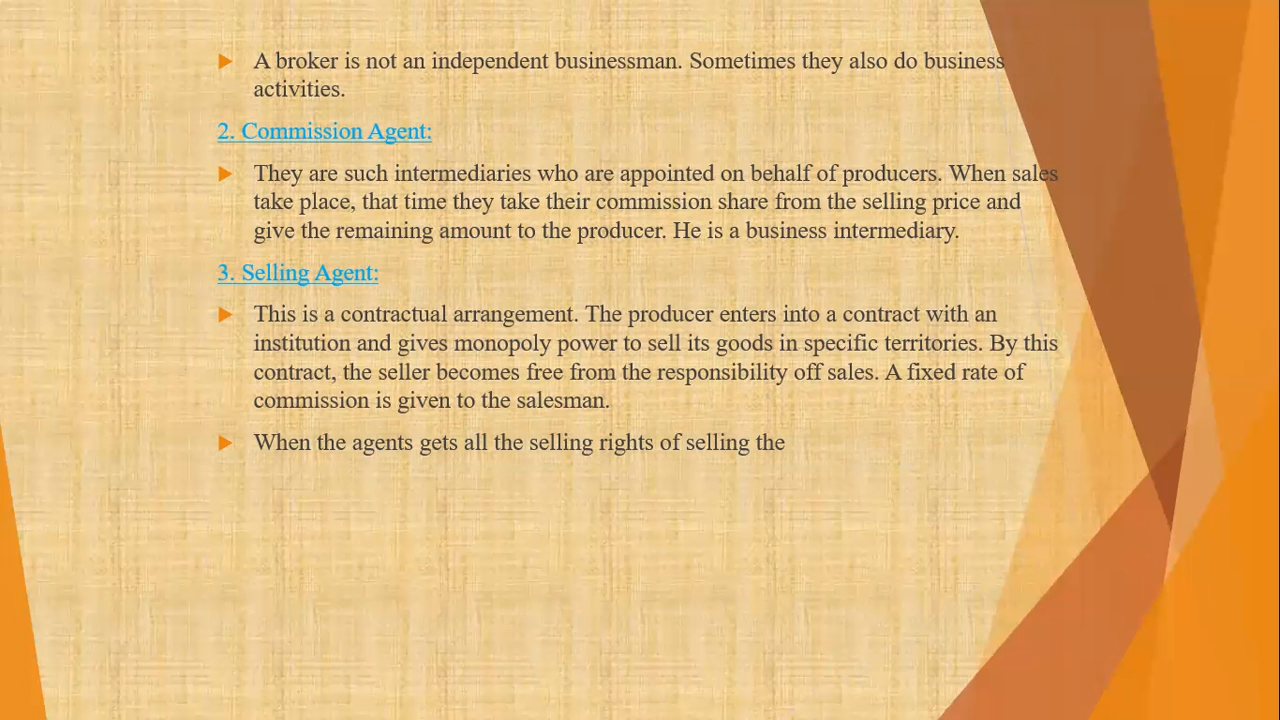 A broker is not an independent businessman. Sometimes they also do business
activities.
2. Commission Agent:
They are such intermediaries who are appointed on behalf of producers. When sales
take place, that time they take their commission share from the selling price and
give the remaining amount to the producer. He is a business intermediary.
3. Selling Agent:
This is a contractual arrangement. The producer enters into a contract with an
institution and gives monopoly power to sell its goods in specific territories. By this
contract, the seller becomes free from the responsibility off sales. A fixed rate of
commission is given to the salesman.
When the agents gets all the selling rights of selling the